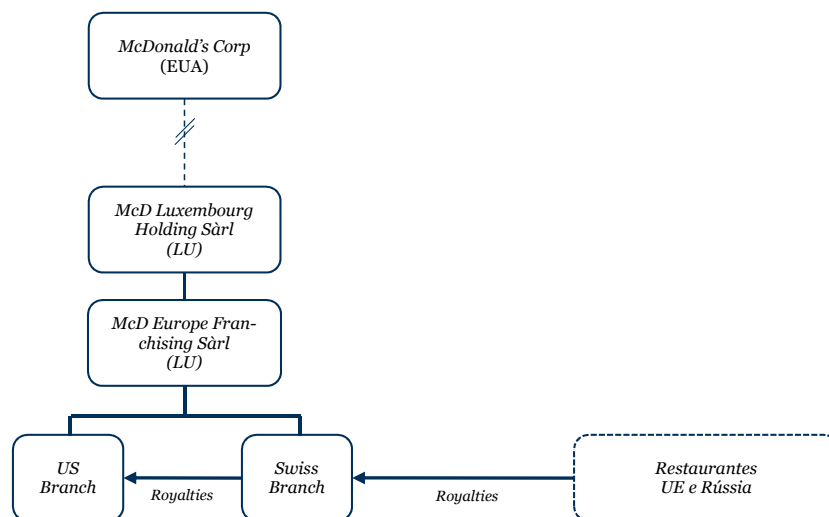 McDonald’s Corp
(EUA)
McD Luxembourg
Holding Sàrl
(LU)
McD Europe Fran-
chising Sàrl
(LU)
US
Branch
Royalties
Swiss
Branch
Royalties
Restaurantes
UE e Rússia